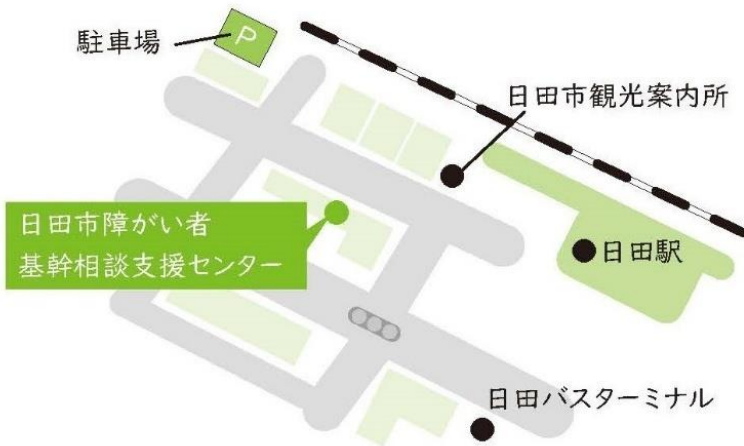 駐車場
P
日田市観光案内所
日田市障がい者
基幹相談支援センター
日田駅
日田バスターミナル